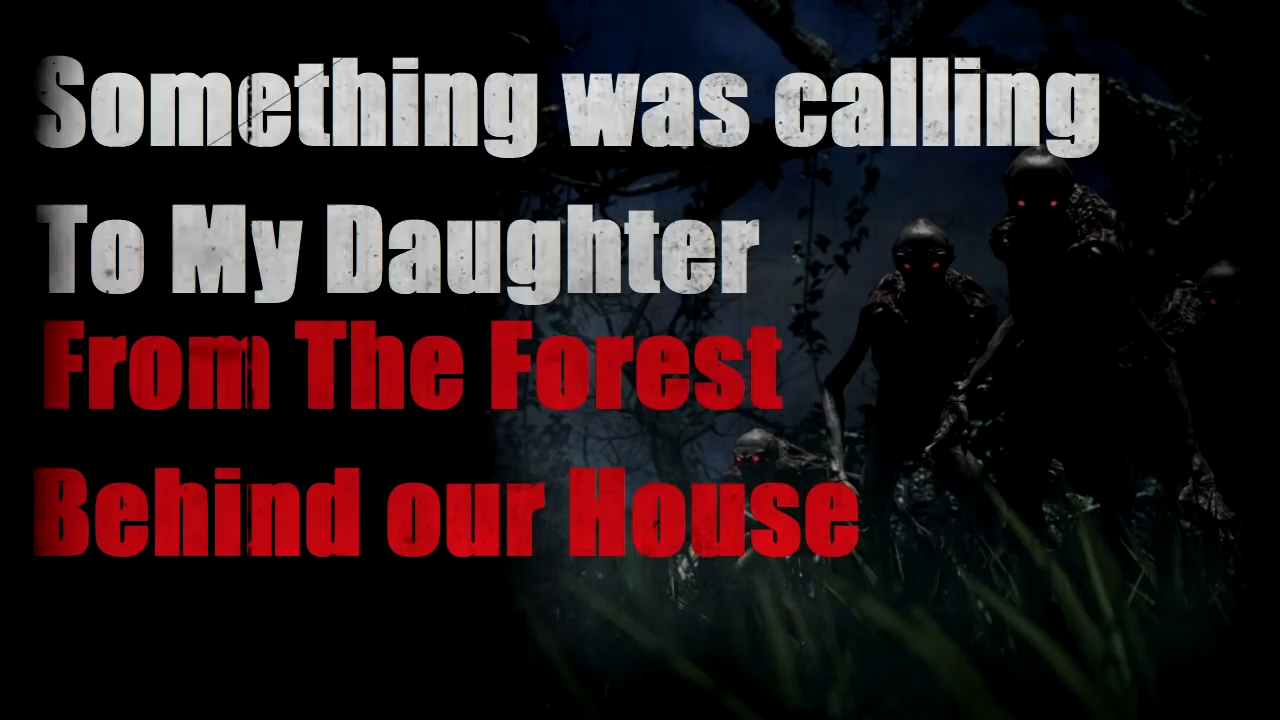 Something was calling
To My Daughter
From The Forest
Behind our House